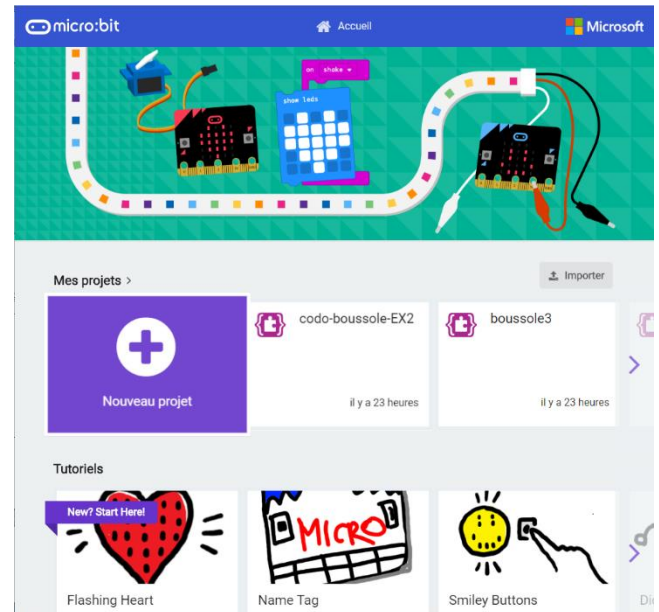 micro:bit
Accueil
Microsoft
on shake
show leds
Mes projets >
Importer
Nouveau projet
codo-boussole-EX2
il y a 23 heures
boussole3
il y a 23 heures
Tutoriels
New? Start Here!
MICRO
Flashing Heart
Name Tag
Smiley Buttons